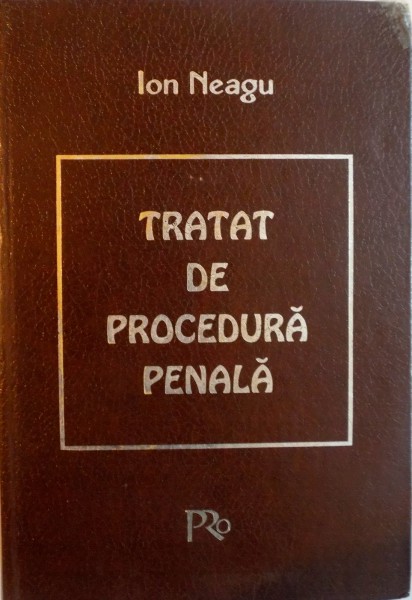 Ion Neagu
TRATAT
DE
PROCEDURĂ
PENALĂ
PRO